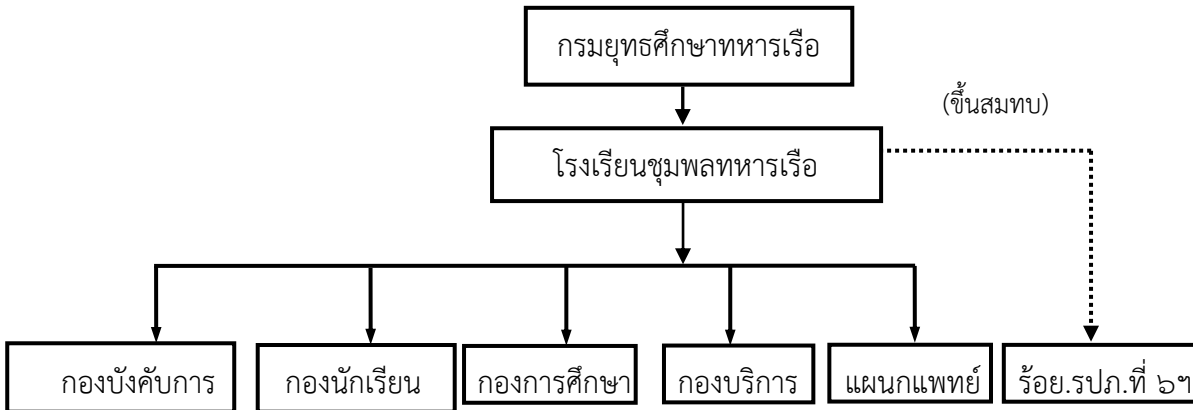 กรมยุทธศึกษาทหารเรือ
(ขึ้นสมทบ)
โรงเรียนชุมพลทหารเรือ
กองบังคับการ
กองนักเรียน
กองการศึกษา
กองบริการ
แผนกแพทย์
ร้อย.รปภ.ที่ ๖ฯ